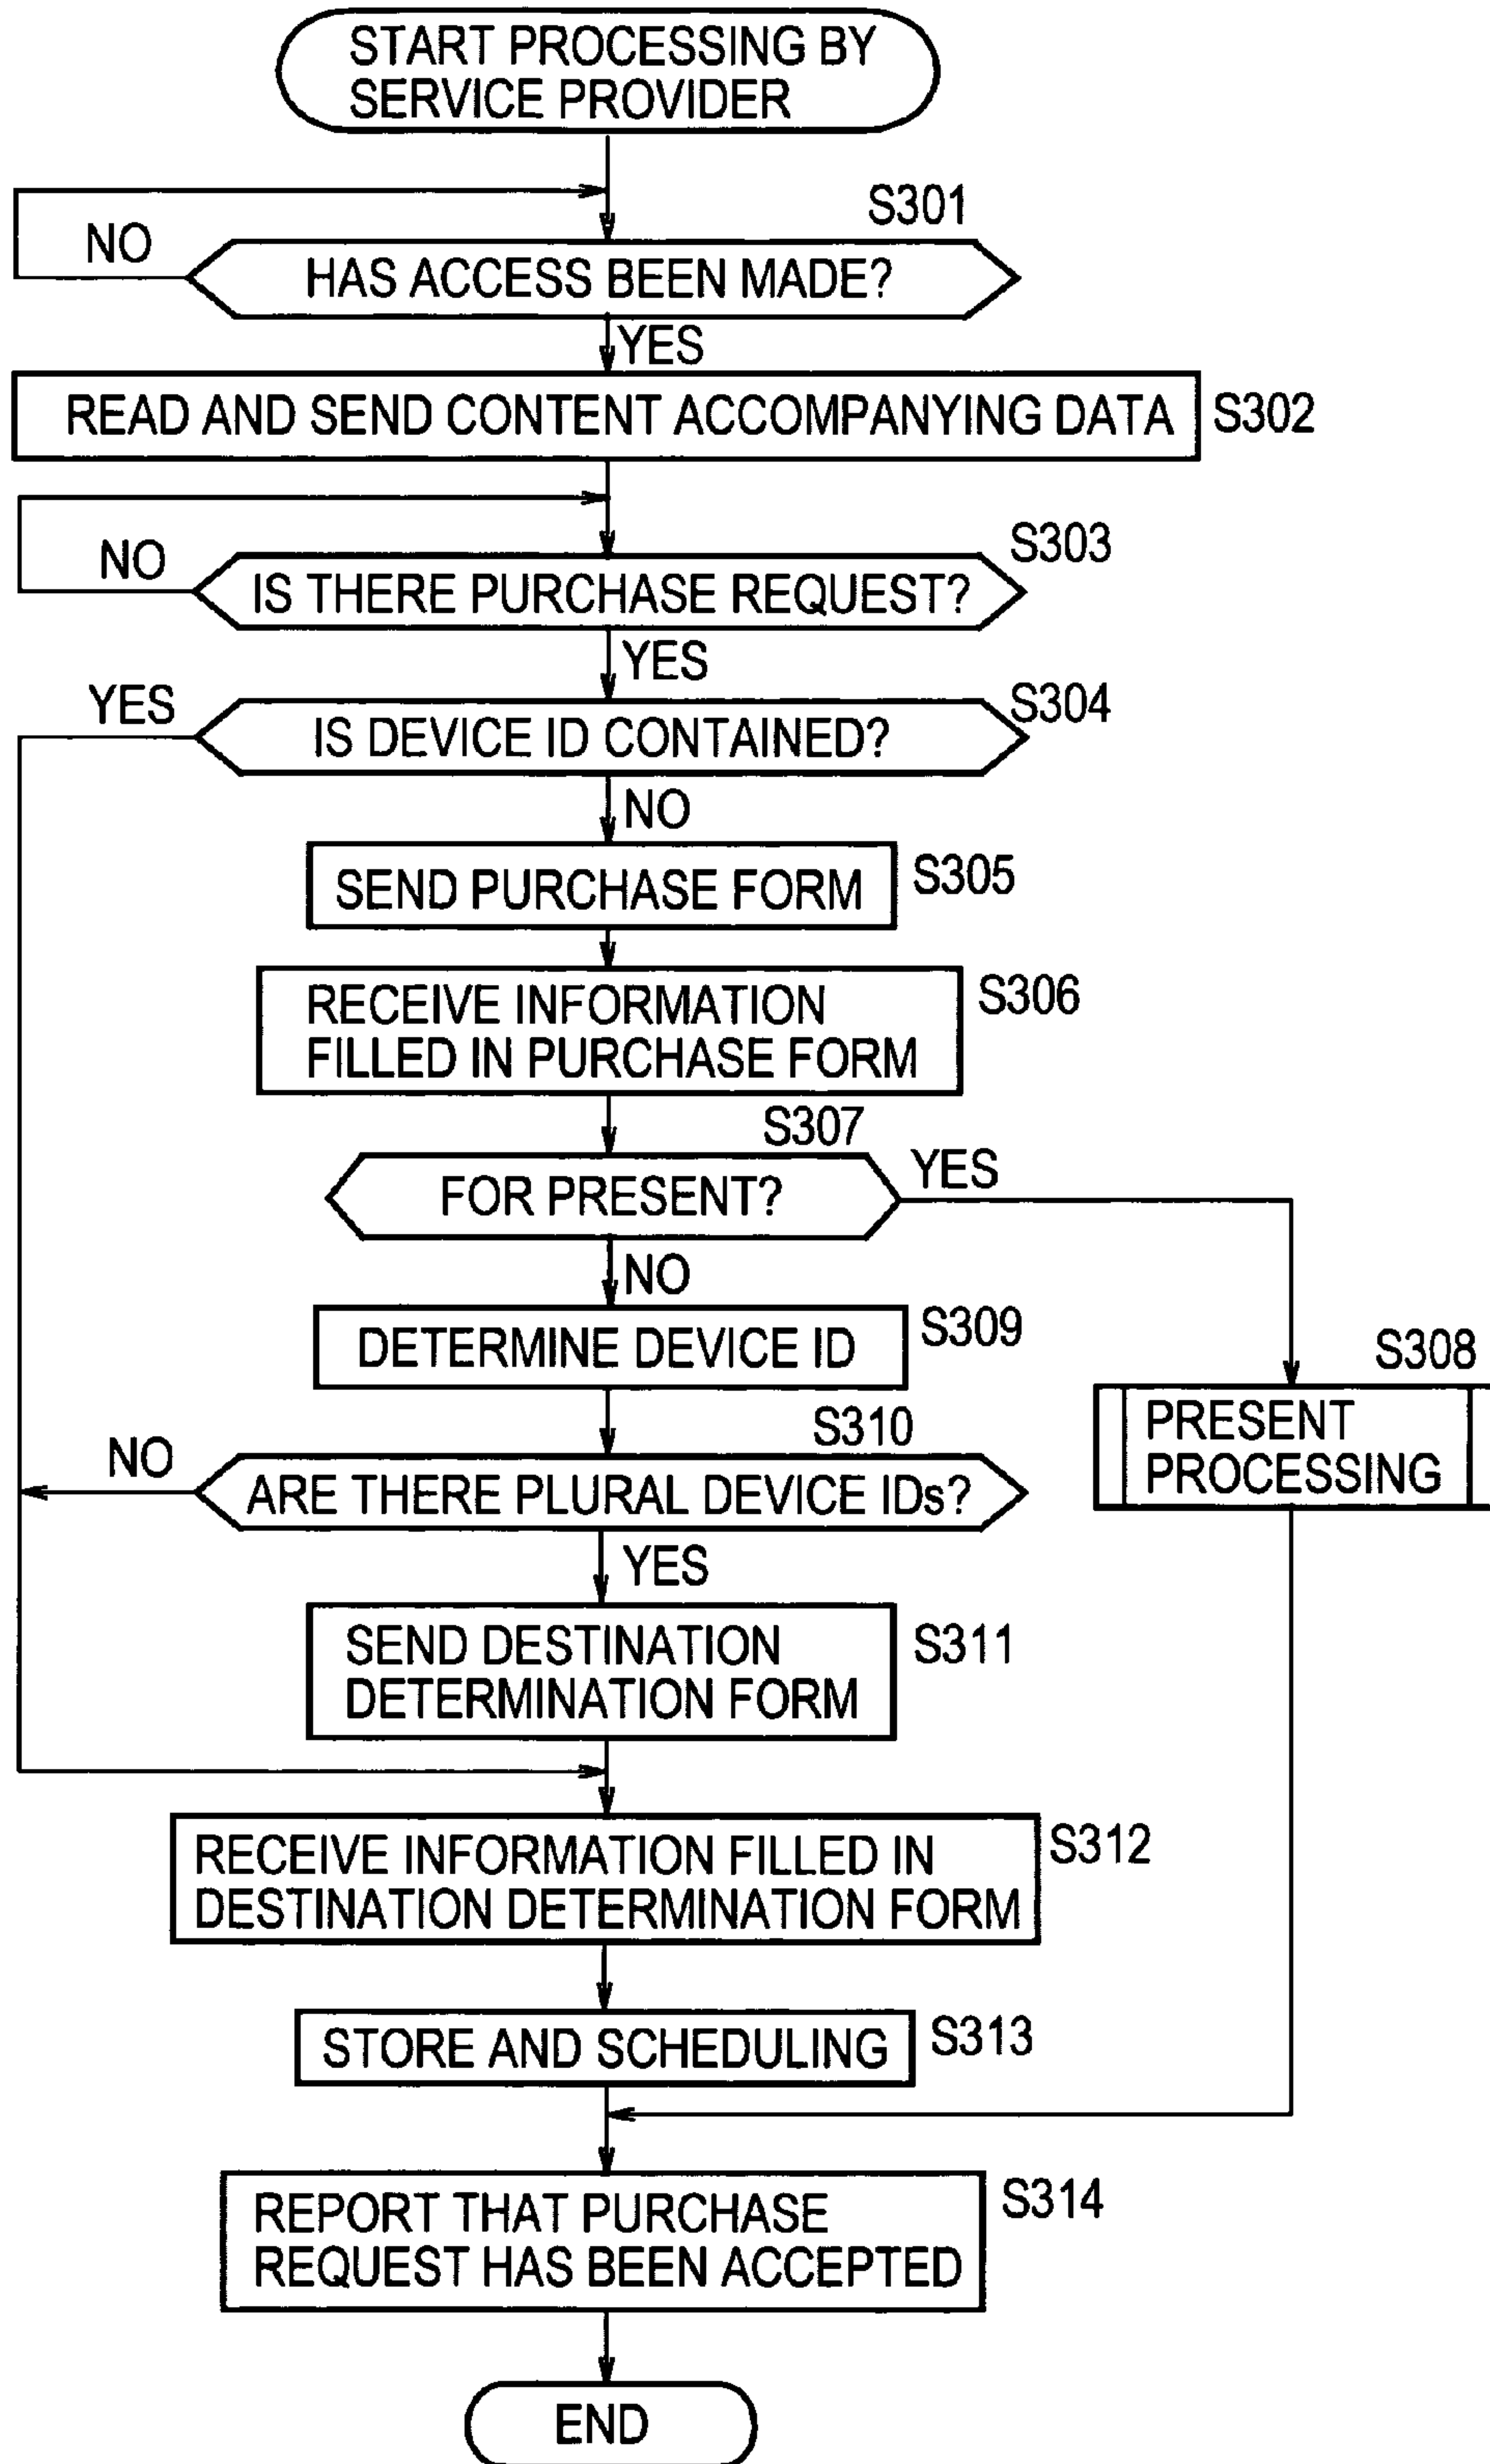 START PROCESSING BY
SERVICE PROVIDER
S301
NO
HAS ACCESS BEEN MADE?
YES
READ AND SEND CONTENT ACCOMPANYING DATA
S302
S303
NO
IS THERE PURCHASE REQUEST?
YES
S304
YES
IS DEVICE ID CONTAINED?
NO
SEND PURCHASE FORM
S305
RECEIVE INFORMATION
FILLED IN PURCHASE FORM
S306
S307
FOR PRESENT?
YES
NO
DETERMINE DEVICE ID
S309
S308
PRESENT
PROCESSING
S310
NO
ARE THERE PLURAL DEVICE IDs?
YES
SEND DESTINATION
DETERMINATION FORM
S311
RECEIVE INFORMATION FILLED IN
DESTINATION DETERMINATION FORM
S312
STORE AND SCHEDULING
S313
REPORT THAT PURCHASE
REQUEST HAS BEEN ACCEPTED
S314
END